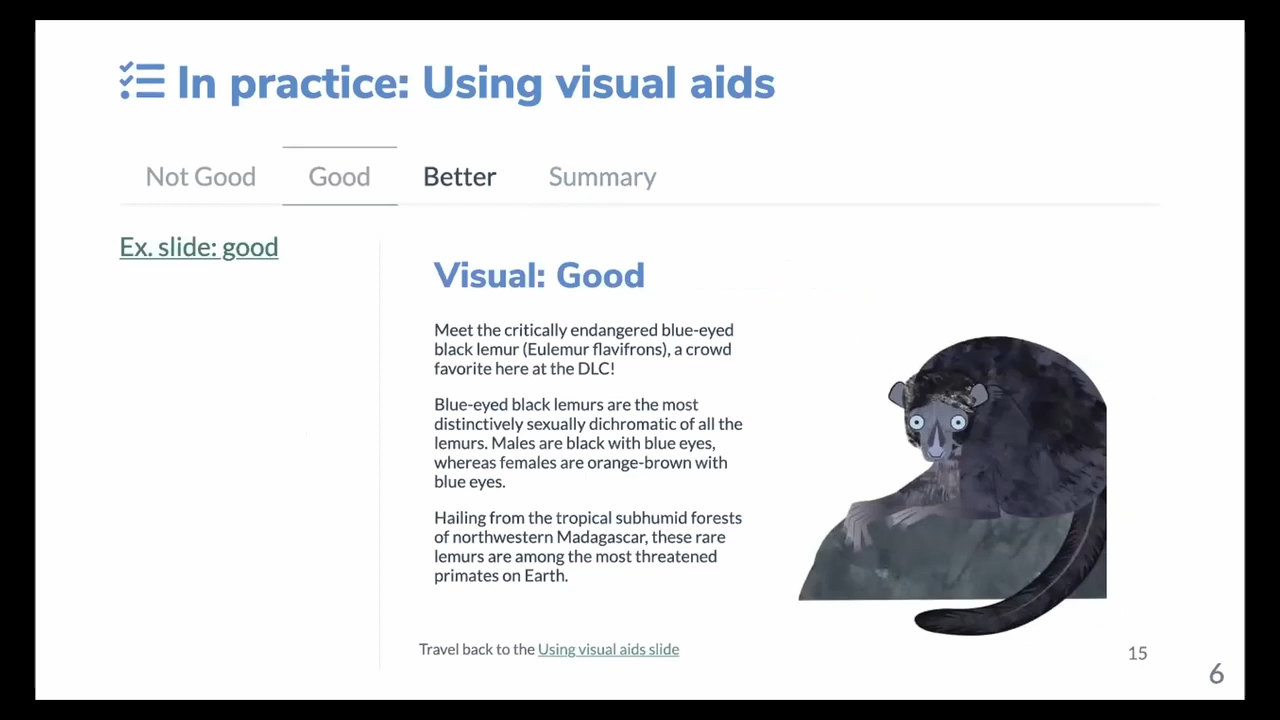 In practice: Using visual aids
Not Good Good Better Summary
Ex. slide: good
Visual: Good
Meet the critically endangered blue-eyed
black lemur (Eulemur flavifrons), a crowd
favorite here at the DLC!
Blue-eyed black lemurs are the most
distinctively sexually dichromatic of all the
lemurs. Males are black with blue eyes,
whereas females are orange-brown with
blue eyes.
Hailing from the tropical subhumid forests
of northwestern Madagascar, these rare
lemurs are among the most threatened
primates on Earth.
Travel back to the Using visual aids slide
15
6